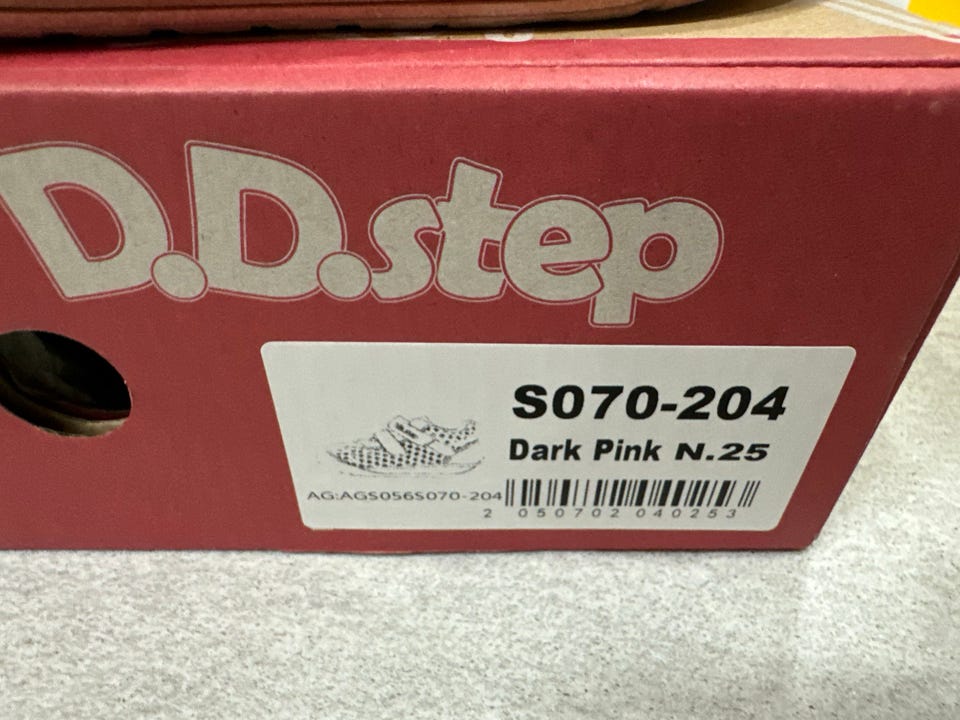 D.D.step
S070-204
Dark Pink N.25
AG:AGS056S070-204
2 050702 040253